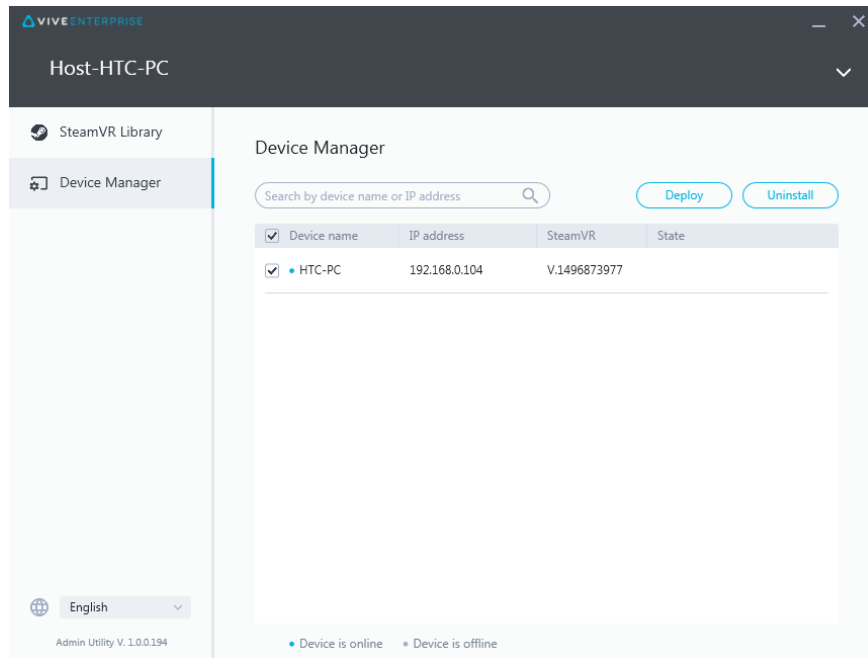 VIVE ENTERPRISE
Host-HTC-PC
SteamVR Library
Device Manager
Device Manager
Search by device name or IP address
Deploy
Uninstall
Device name IP address SteamVR State
HTC-PC 192.168.0.104 V.1496873977
English
Admin Utility V. 1.0.0.194
Device is online Device is offline